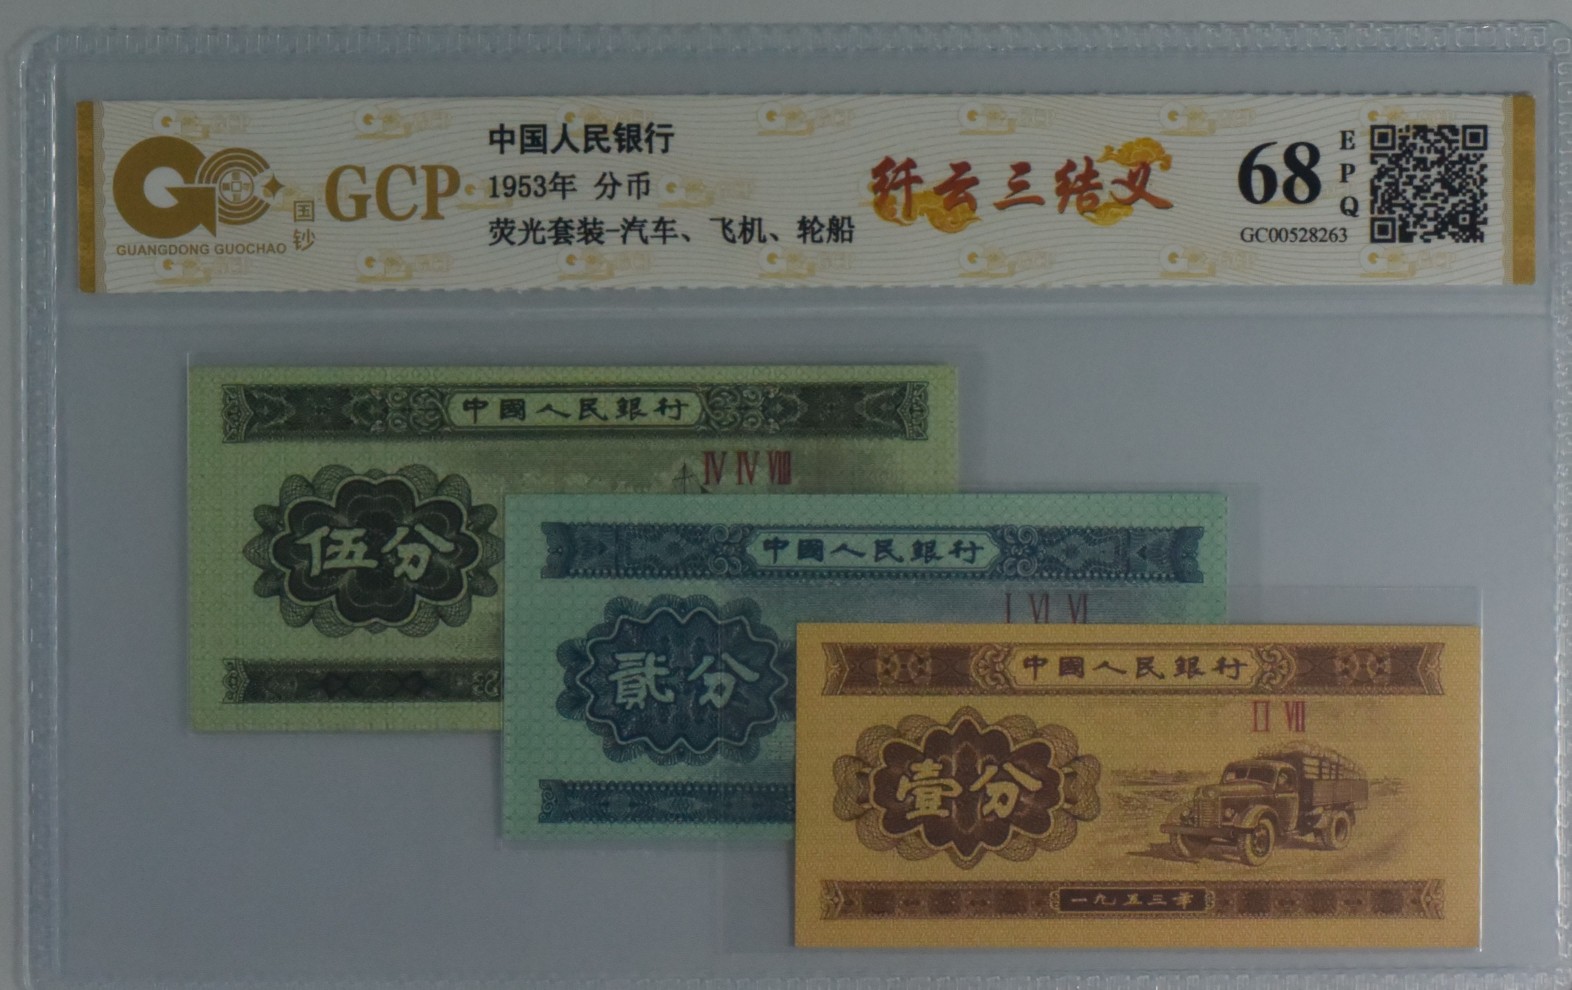 GCP
国钞
GUANGDONG GUOCHAO
中国人民银行
1953年 分币
荧光套装-汽车、飞机、轮船
纤云三结义
68
EPQ
GC00528263
中國人民銀行
IV IV VIII
伍分
中國人民銀行
I VI VI
貳分
中國人民銀行
II VII
壹分
一九五三年